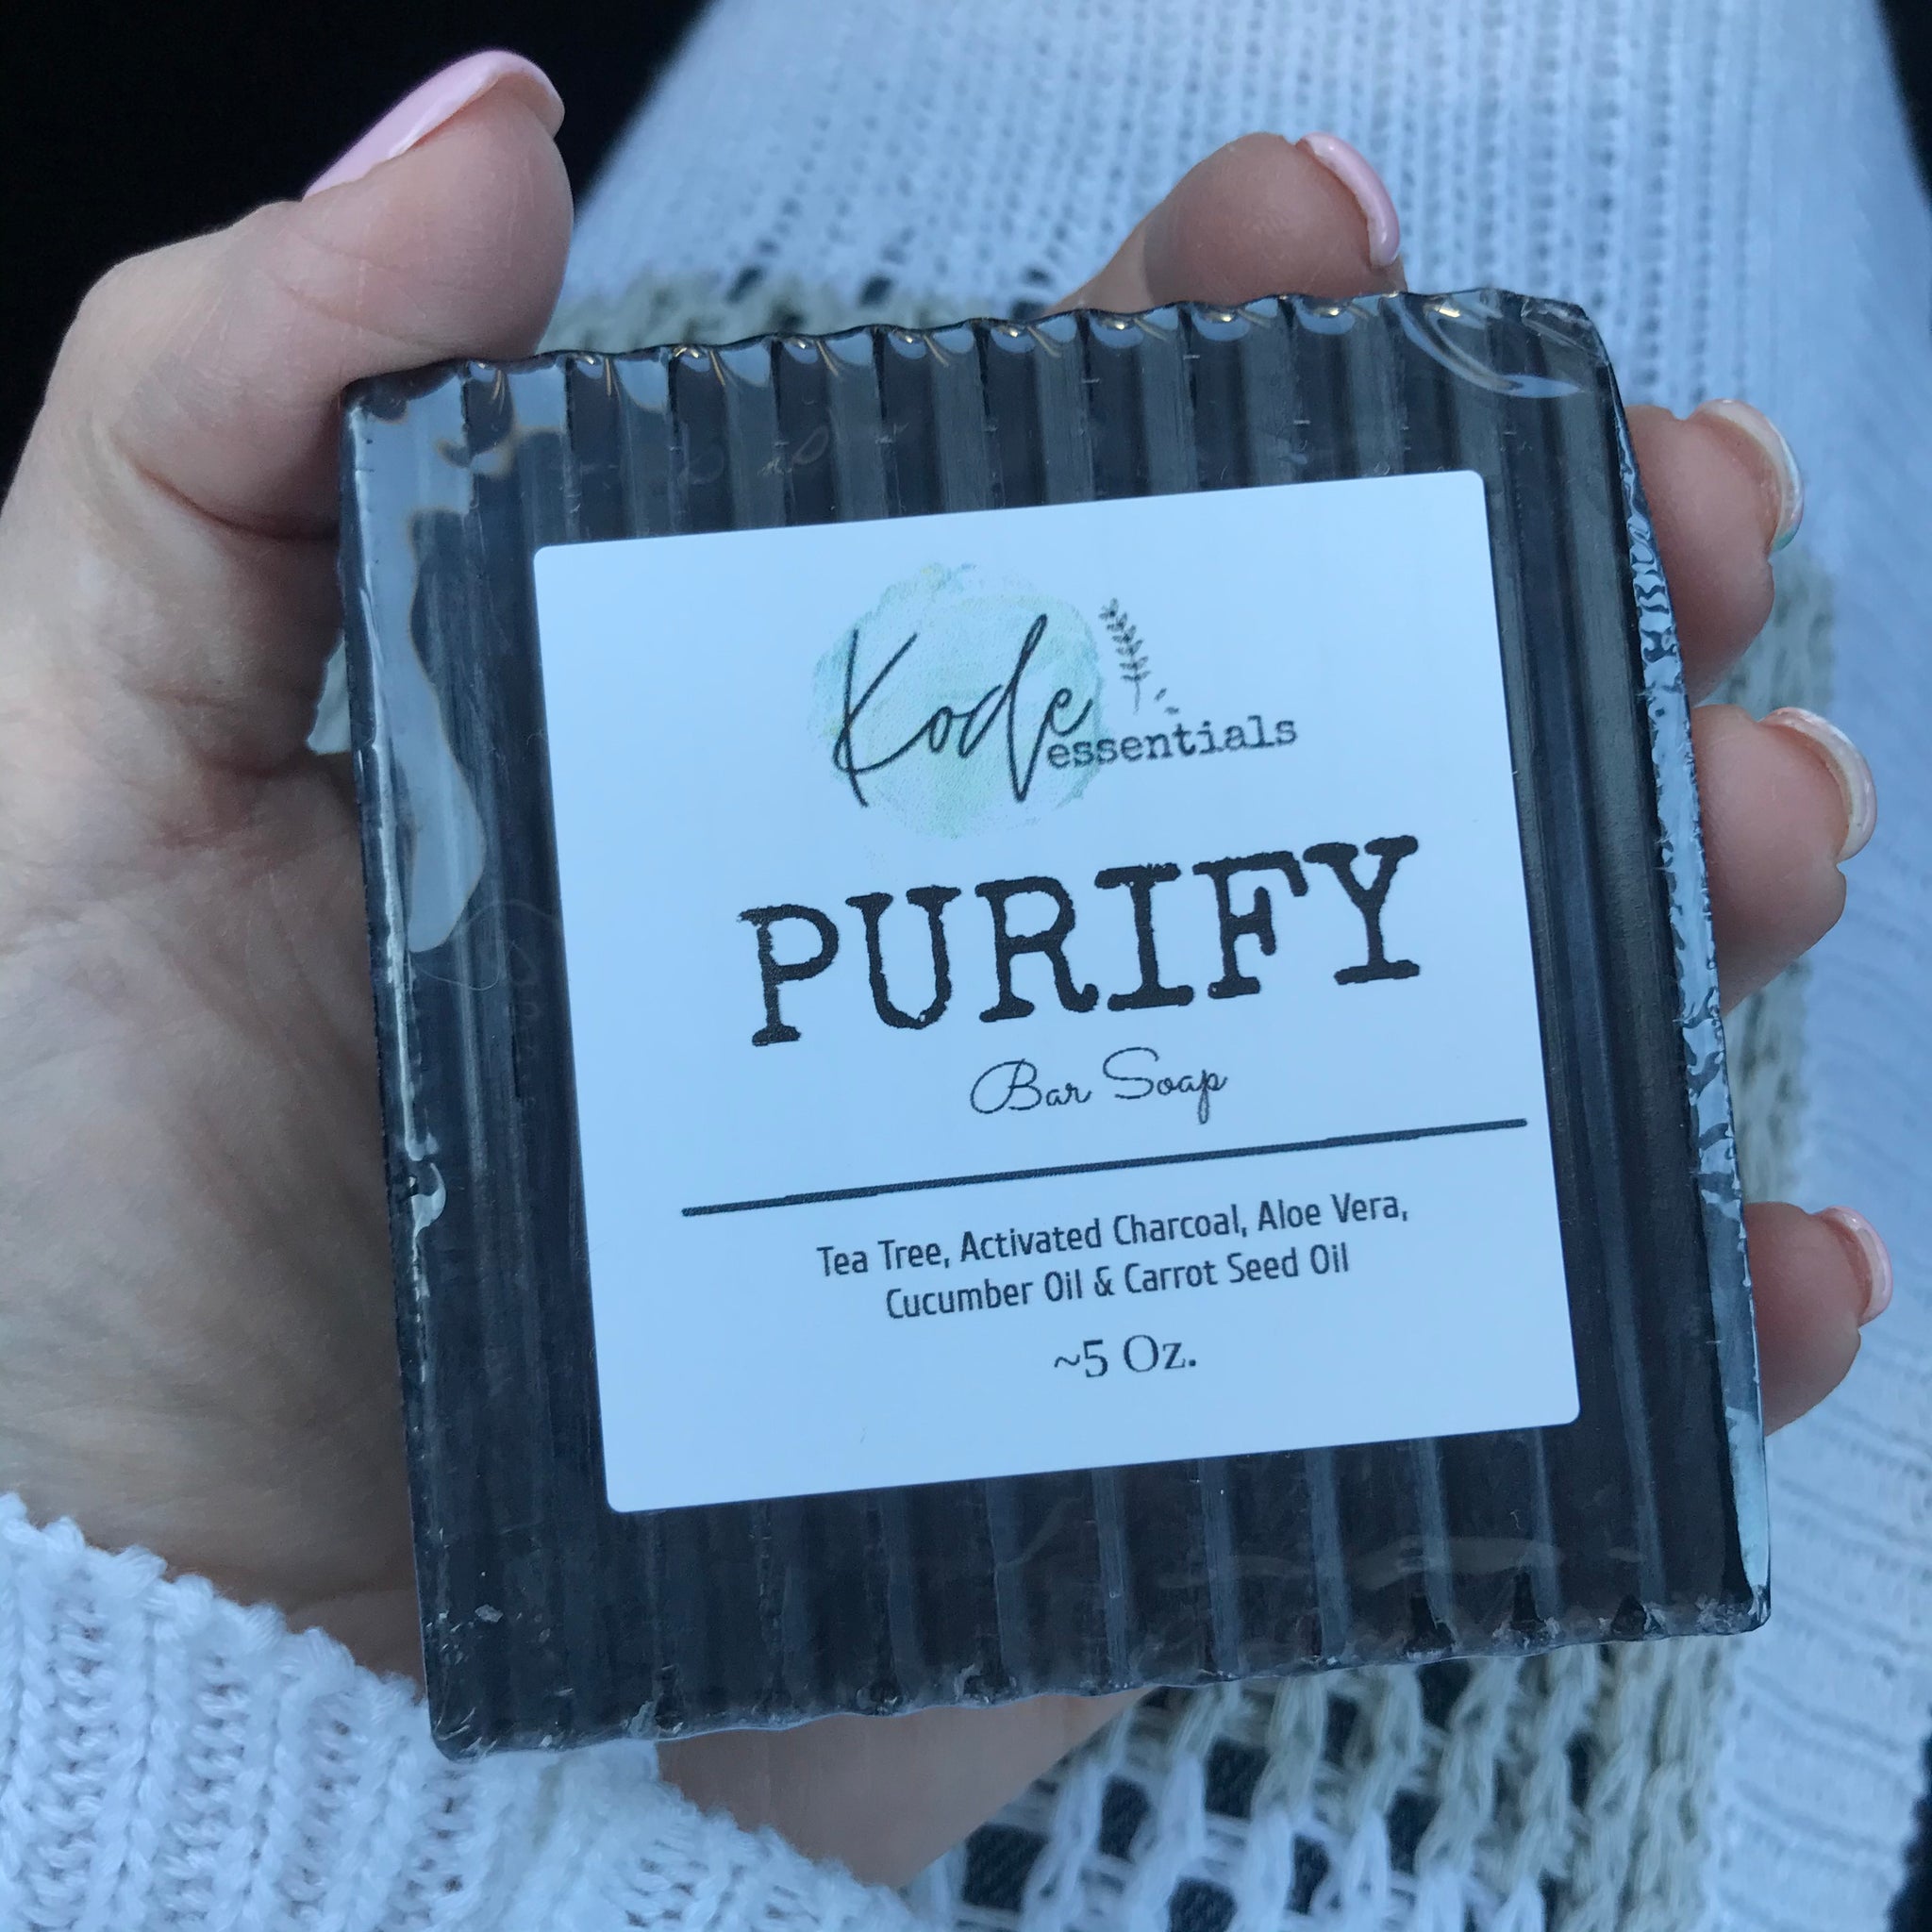 Kode
essentials
PURIFY
Bar Soap
Tea Tree, Activated Charcoal, Aloe Vera,
Cucumber Oil & Carrot Seed Oil
~5 Oz.